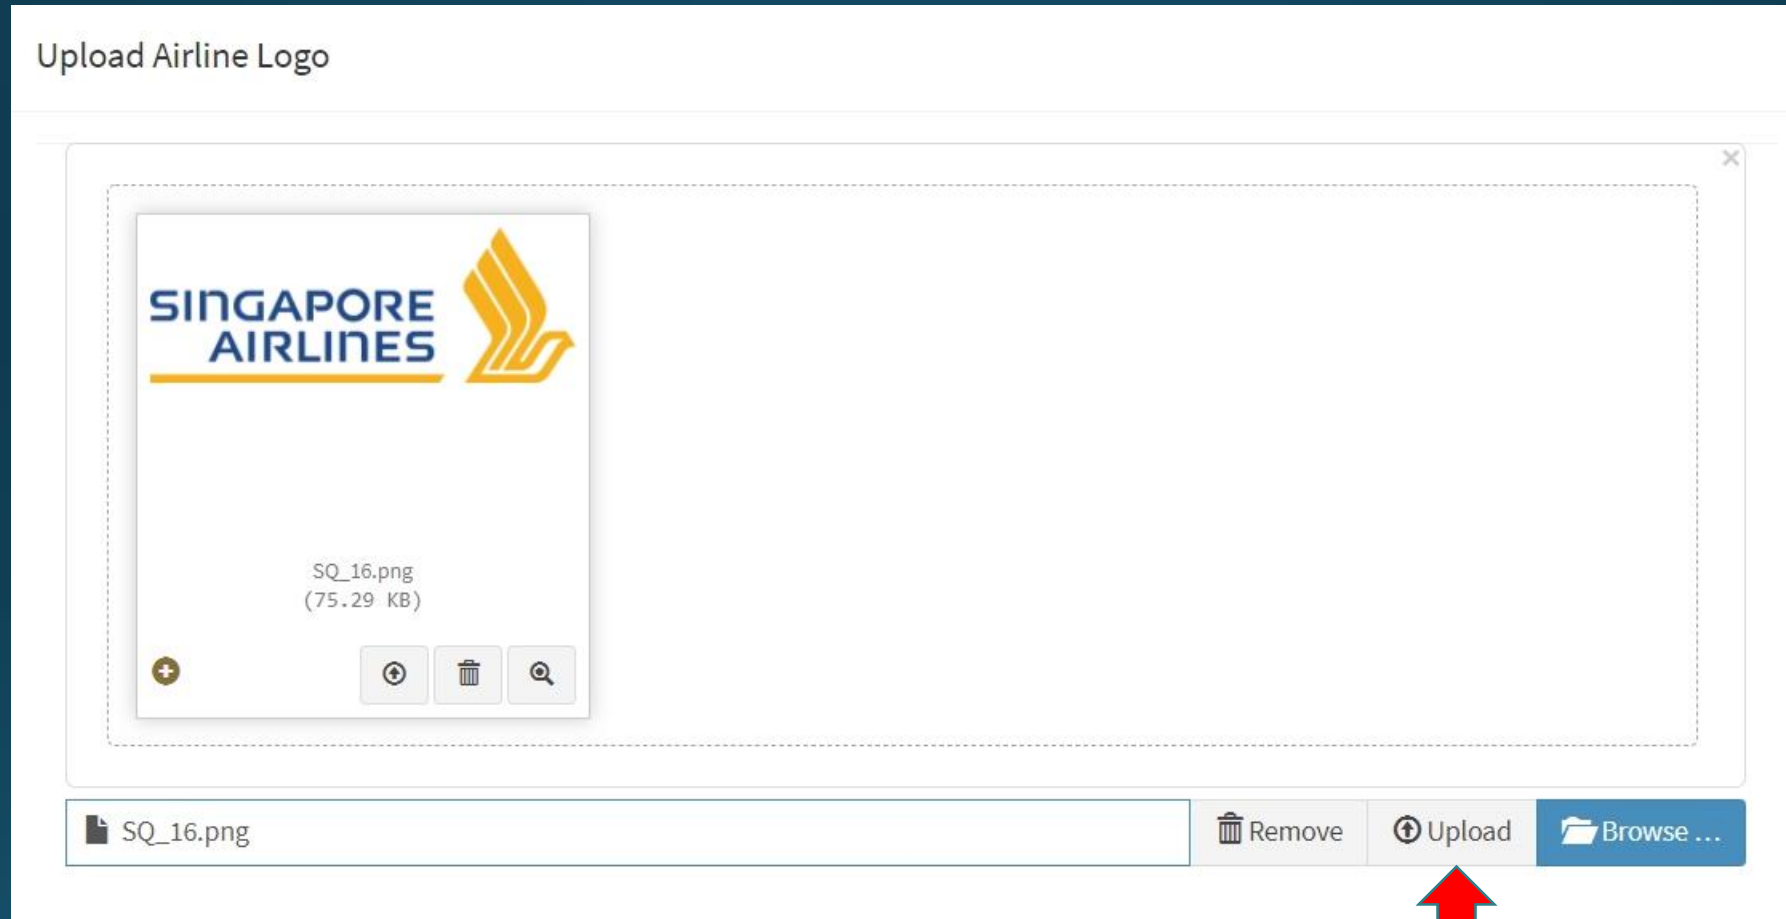 Upload Airline Logo
×
SINGAPORE
AIRLINES
SQ_16.png
(75.29 KB)
SQ_16.png
Remove
Upload
Browse ...